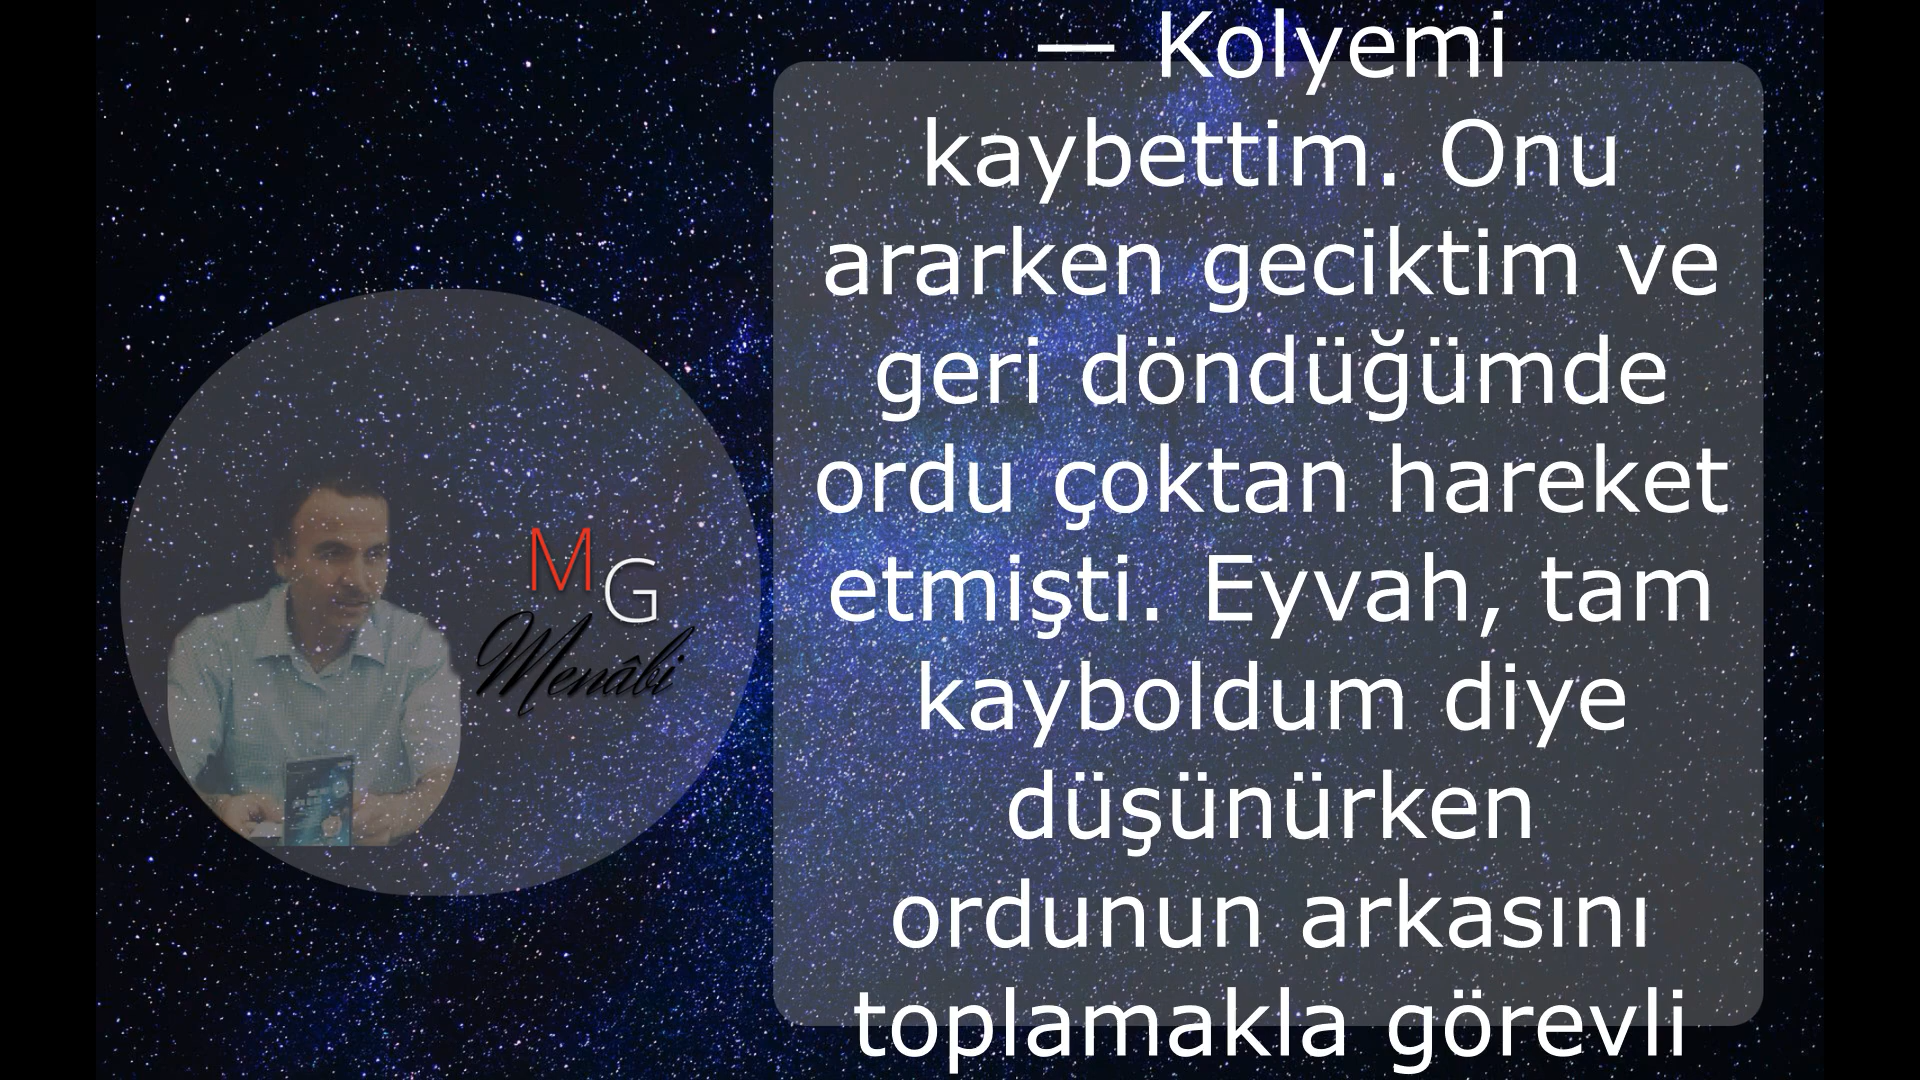 — Kolyemi
kaybettim. Onu
ararken geciktim ve
geri döndüğümde
ordu çoktan hareket
etmişti. Eyvah, tam
kayboldum diye
düşünürken
ordunun arkasını
toplamakla görevli
M G
Menâbi